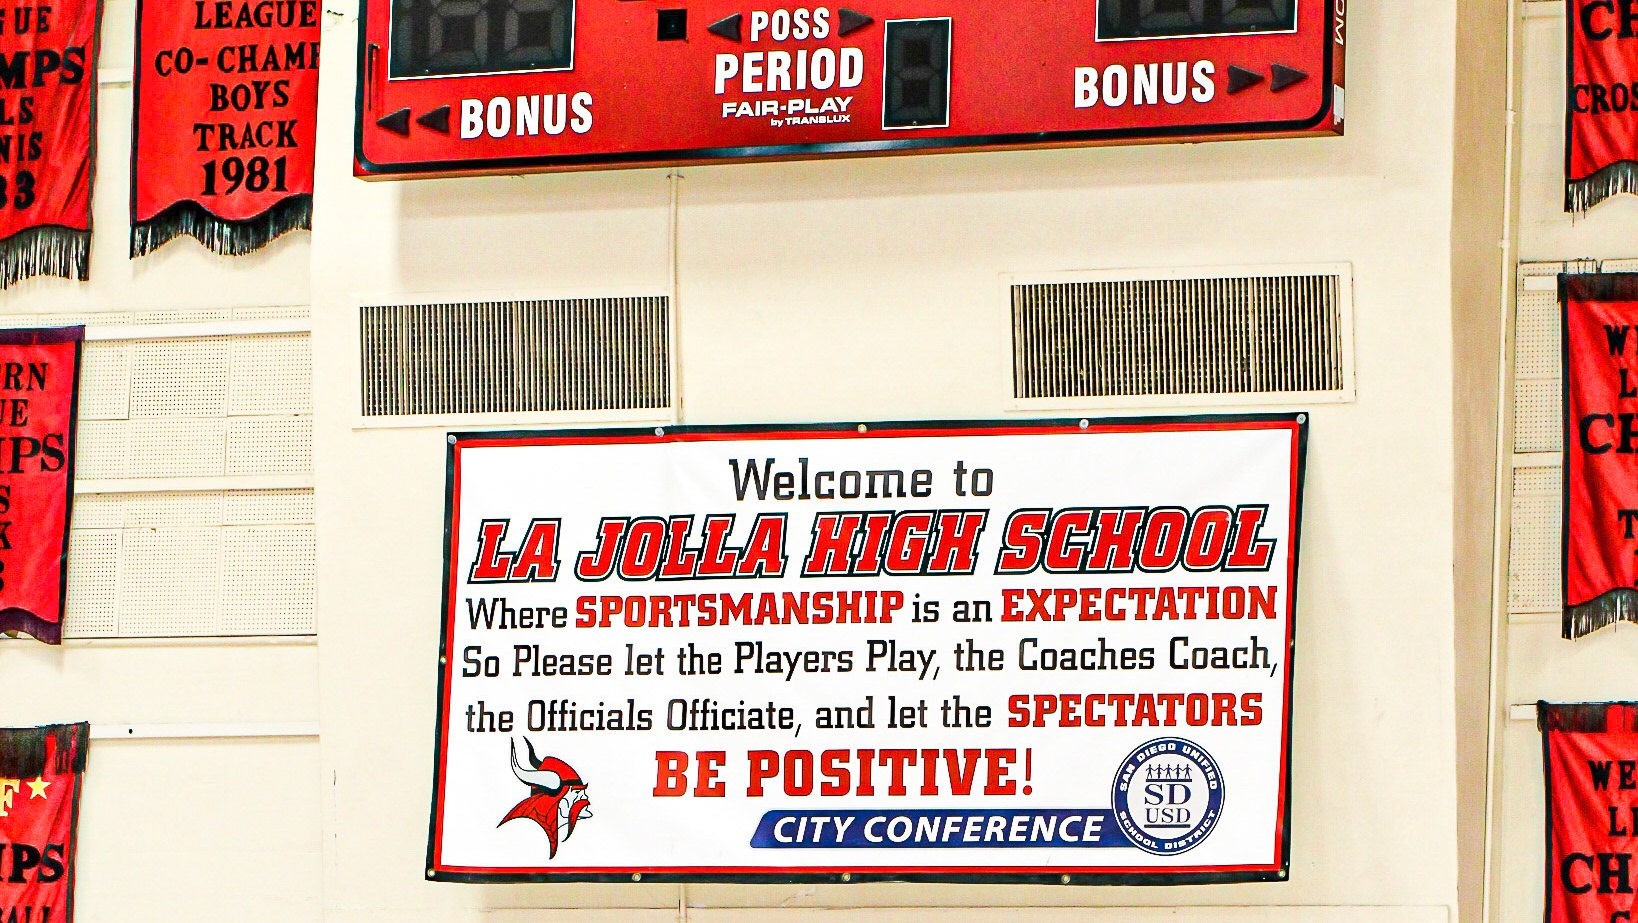 LEAGUE
CO-CHAMP
BOYS
TRACK
1981
POSS
PERIOD
FAIR-PLAY
by TRANSLUX
BONUS
BONUS
Welcome to
LA JOLLA HIGH SCHOOL
Where SPORTSMANSHIP is an EXPECTATION
So Please let the Players Play, the Coaches Coach,
the Officials Officiate, and let the SPECTATORS
BE POSITIVE!
CITY CONFERENCE
SAN DIEGO UNIFIED
SD
USD
SCHOOL DISTRICT